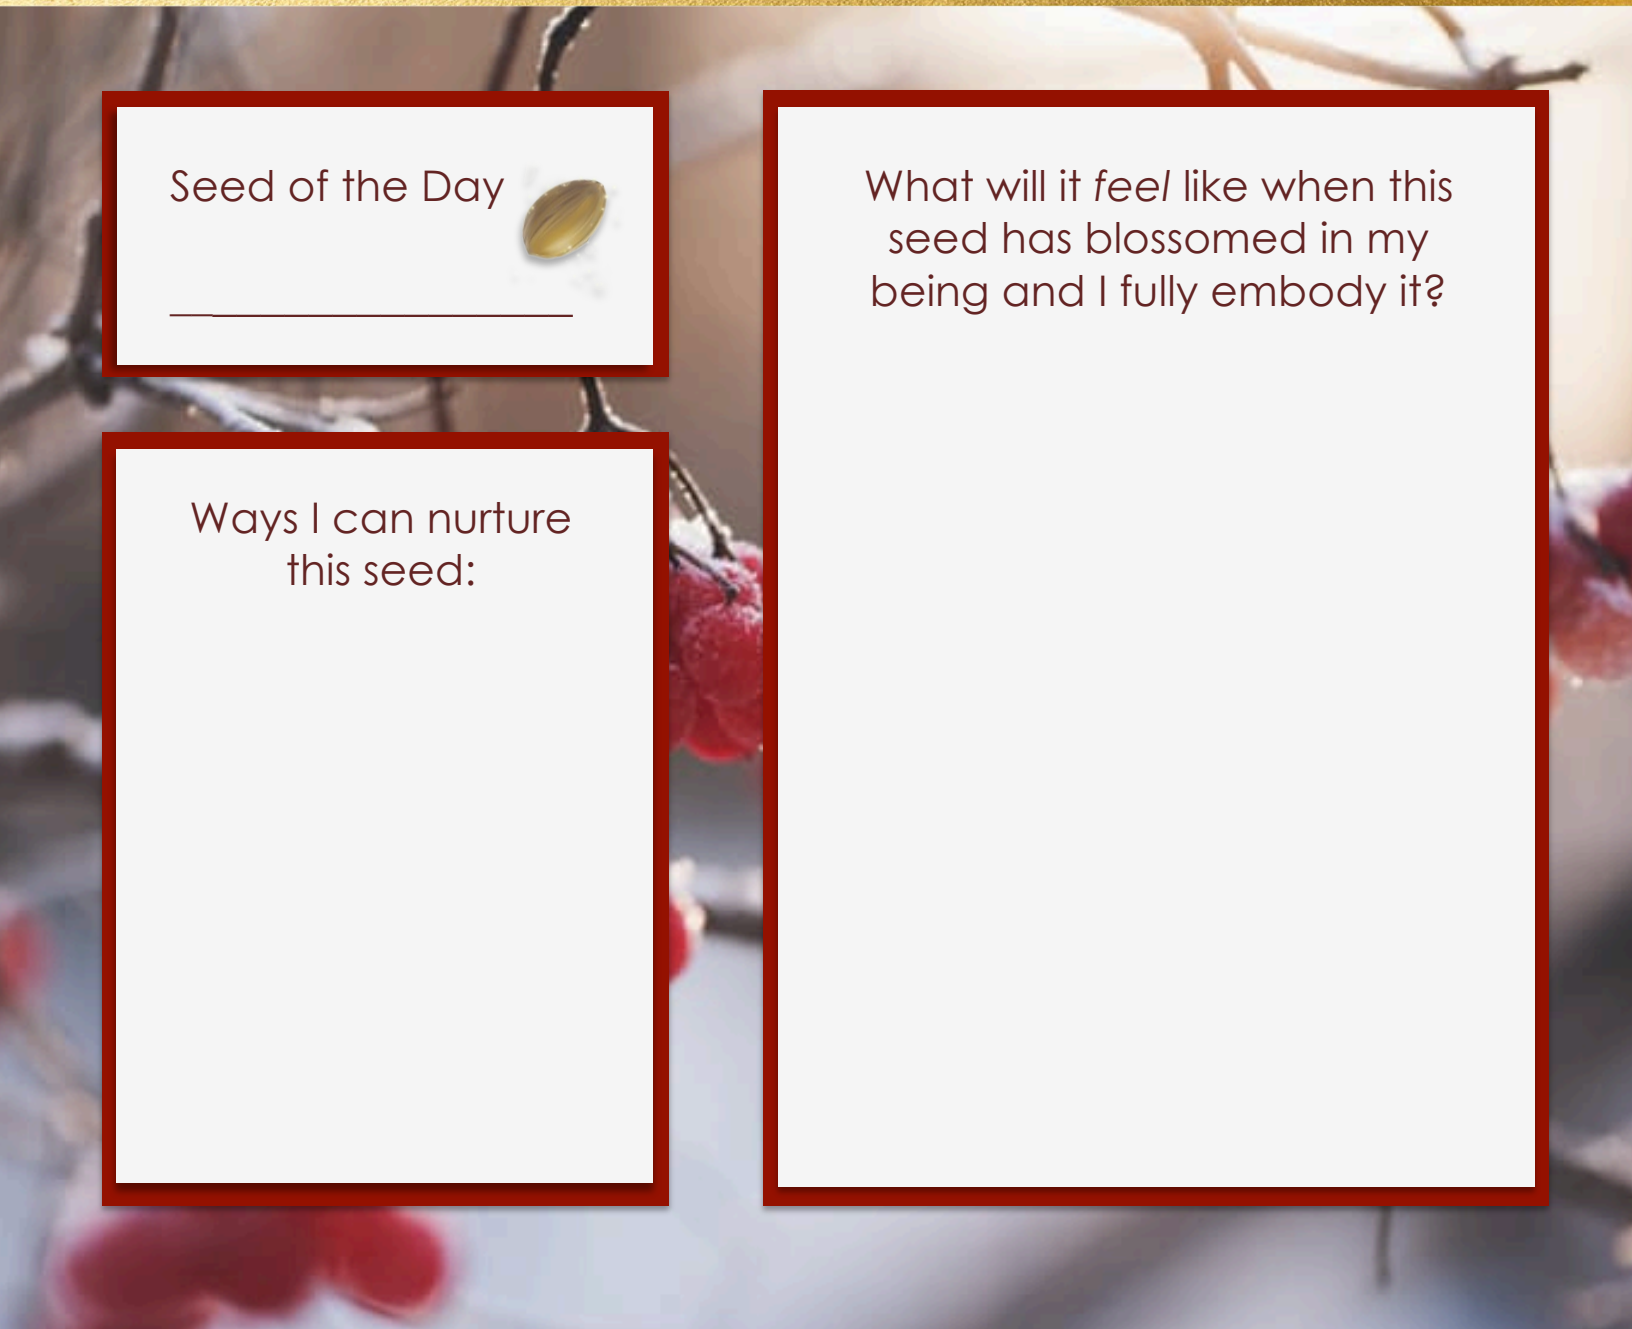 Seed of the Day
Ways I can nurture
this seed:
What will it feel like when this
seed has blossomed in my
being and I fully embody it?